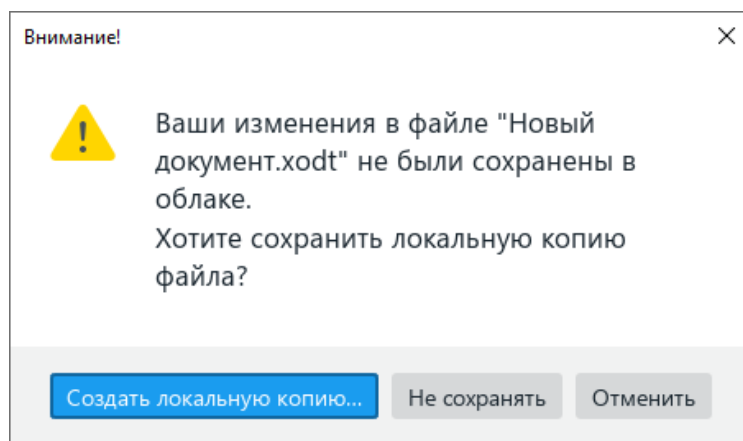 Внимание!
Ваши изменения в файле "Новый
документ.xodt" не были сохранены в
облаке.
Хотите сохранить локальную копию
файла?
Создать локальную копию... Не сохранять Отменить